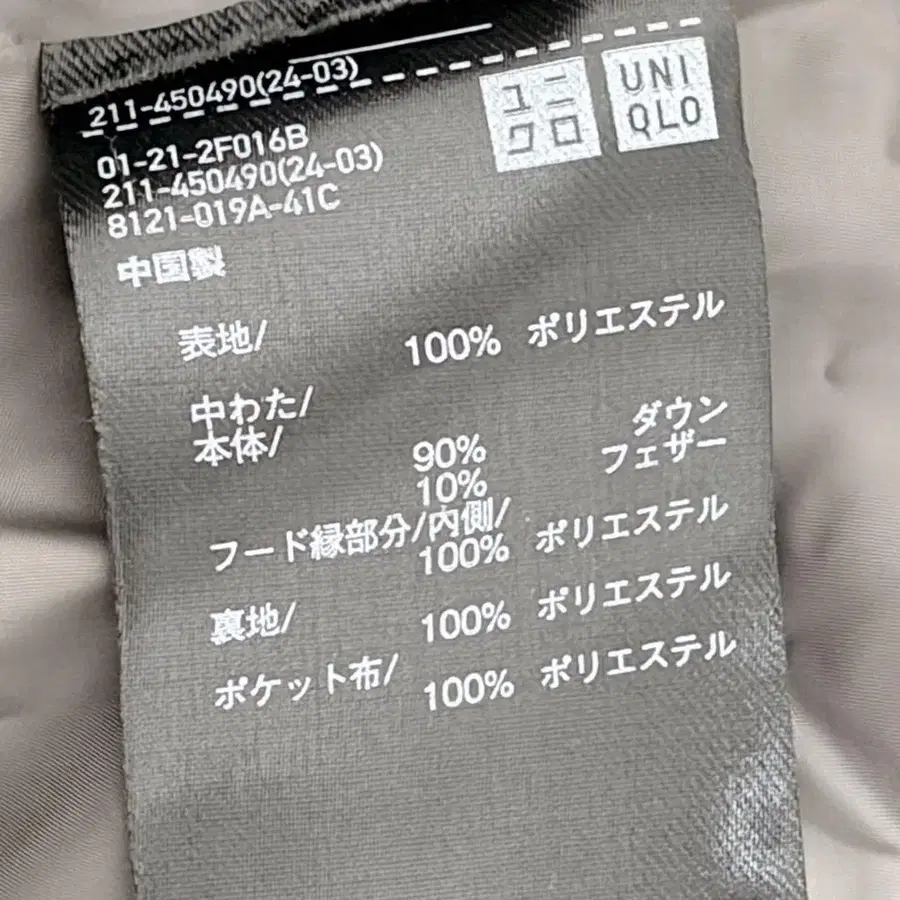 211-450490(24-03)
ユニ
クロ
UNI
QLO
01-21-2F016B
211-450490(24-03)
8121-019A-41C
中国製
表地/ 100% ポリエステル
中わた/
本体/ 90% ダウン
10% フェザー
フード縁部分/内側/
100% ポリエステル
裏地/ 100% ポリエステル
ポケット布/ 100% ポリエステル